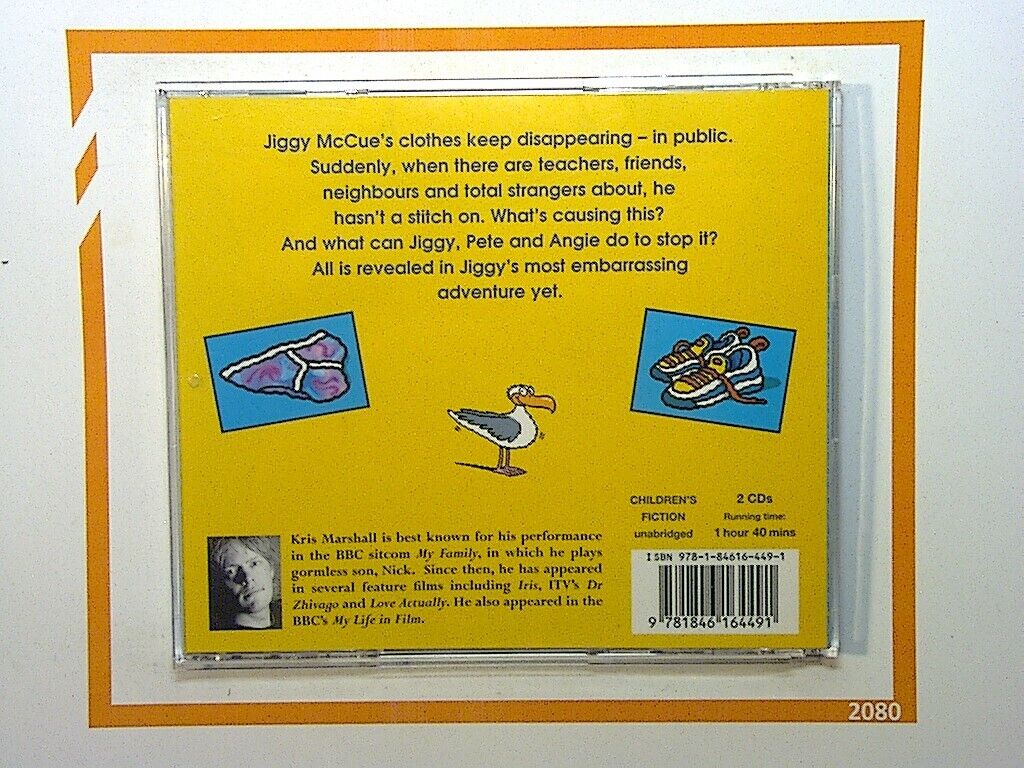 Jiggy McCue's clothes keep disappearing – in public.
Suddenly, when there are teachers, friends,
neighbours and total strangers about, he
hasn't a stitch on. What's causing this?
And what can Jiggy, Pete and Angie do to stop it?
All is revealed in Jiggy's most embarrassing
adventure yet.
Kris Marshall is best known for his performance
in the BBC sitcom My Family, in which he plays
gormless son, Nick. Since then, he has appeared
in several feature films including Iris, ITV's Dr
Zhivago and Love Actually. He also appeared in the
BBC's My Life in Film.
CHILDREN'S
FICTION
unabridged
2 CDs
Running time:
1 hour 40 mins
ISBN 978-1-84616-449-1
9 781846 164491
2080